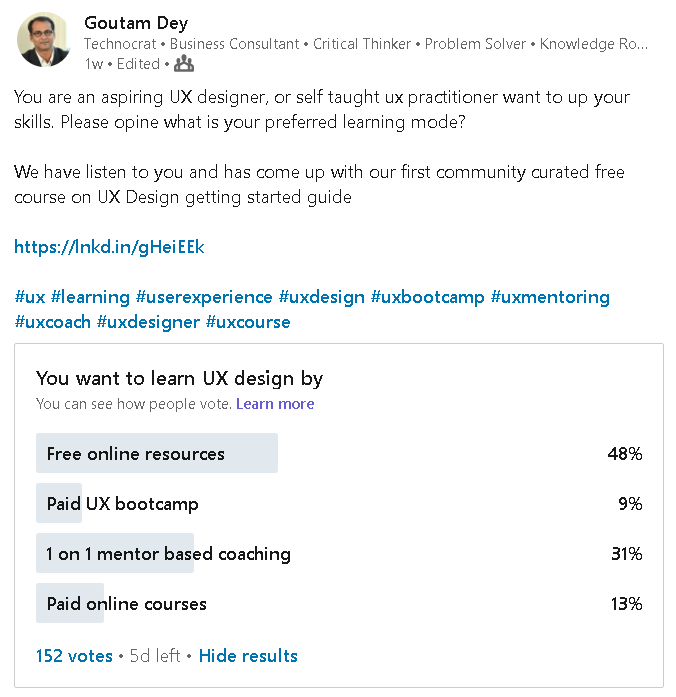 Goutam Dey
Technocrat • Business Consultant • Critical Thinker • Problem Solver • Knowledge Ro...
1w • Edited •
You are an aspiring UX designer, or self taught ux practitioner want to up your
skills. Please opine what is your preferred learning mode?
We have listen to you and has come up with our first community curated free
course on UX Design getting started guide
https://lnkd.in/gHeiEEk
#ux #learning #userexperience #uxdesign #uxbootcamp #uxmentoring
#uxcoach #uxdesigner #uxcourse
You want to learn UX design by
You can see how people vote. Learn more
Free online resources 48%
Paid UX bootcamp 9%
1 on 1 mentor based coaching 31%
Paid online courses 13%
152 votes • 5d left • Hide results